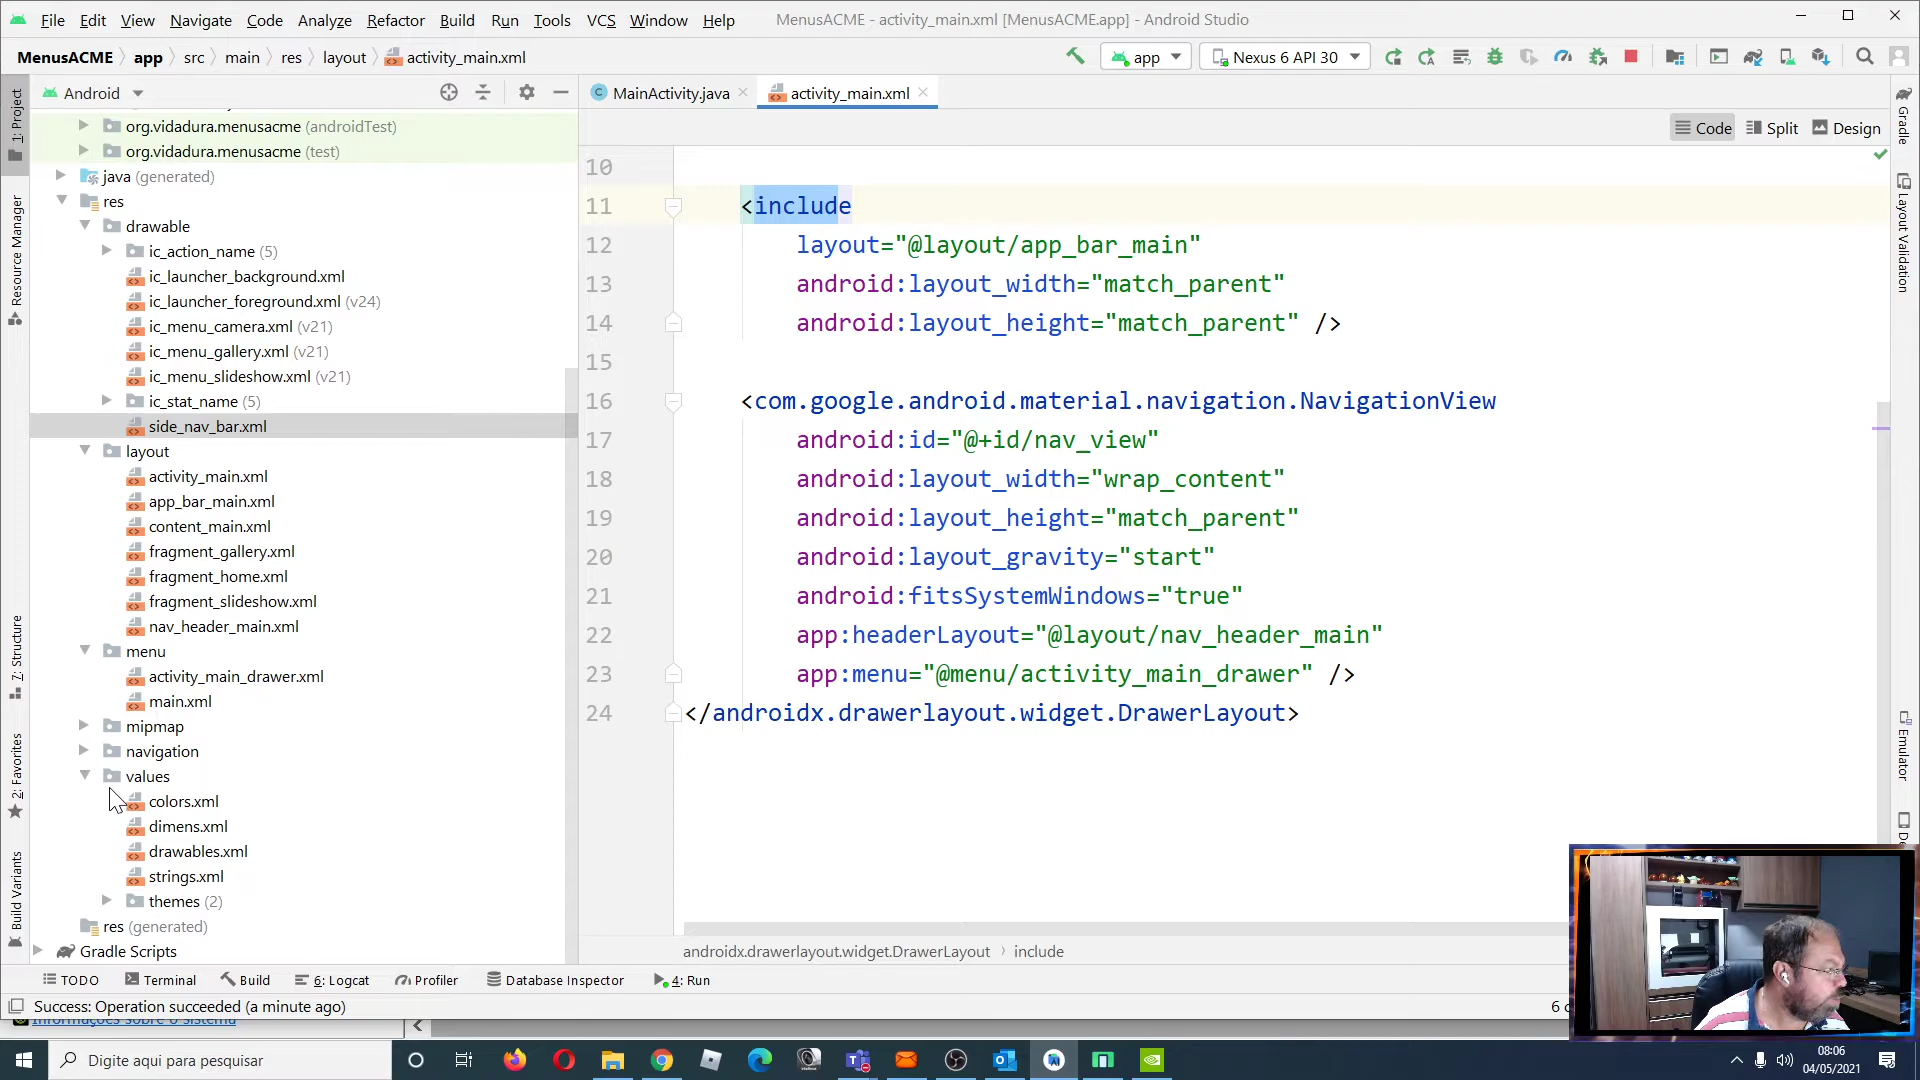 File Edit View Navigate Code Analyze Refactor Build Run Tools VCS Window Help MenusACME - activity_main.xml [MenusACME.app] - Android Studio
MenusACME app src main res layout activity_main.xml app Nexus 6 API 30
Android MainActivity.java activity_main.xml
Code Split Design
org.vidadura.menusacme (androidTest)
org.vidadura.menusacme (test)
java (generated)
res
drawable
ic_action_name (5)
ic_launcher_background.xml
ic_launcher_foreground.xml (v24)
ic_menu_camera.xml (v21)
ic_menu_gallery.xml (v21)
ic_menu_slideshow.xml (v21)
ic_stat_name (5)
side_nav_bar.xml
layout
activity_main.xml
app_bar_main.xml
content_main.xml
fragment_gallery.xml
fragment_home.xml
fragment_slideshow.xml
nav_header_main.xml
menu
activity_main_drawer.xml
main.xml
mipmap
navigation
values
colors.xml
dimens.xml
drawables.xml
strings.xml
themes (2)
res (generated)
Gradle Scripts
1: Project
Resource Manager
7: Structure
2: Favorites
Build Variants
10
11 <include
12 layout="@layout/app_bar_main"
13 android:layout_width="match_parent"
14 android:layout_height="match_parent" />
15
16 <com.google.android.material.navigation.NavigationView
17 android:id="@+id/nav_view"
18 android:layout_width="wrap_content"
19 android:layout_height="match_parent"
20 android:layout_gravity="start"
21 android:fitsSystemWindows="true"
22 app:headerLayout="@layout/nav_header_main"
23 app:menu="@menu/activity_main_drawer" />
24 </androidx.drawerlayout.widget.DrawerLayout>
Gradle
Layout Validation
Emulator
androidx.drawerlayout.widget.DrawerLayout include
TODO Terminal Build 6: Logcat Profiler Database Inspector 4: Run
Success: Operation succeeded (a minute ago)
Informações sobre o sistema
Digite aqui para pesquisar
08:06
04/05/2021